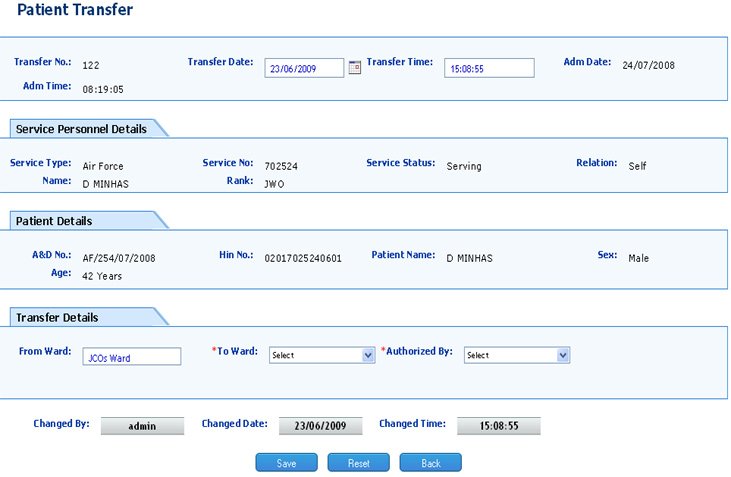 Patient Transfer
Transfer No.: 122 Transfer Date: 23/06/2009 Transfer Time: 15:08:55 Adm Date: 24/07/2008
Adm Time: 08:19:05
Service Personnel Details
Service Type: Air Force Service No: 702524 Service Status: Serving Relation: Self
Name: D MINHAS Rank: JWO
Patient Details
A&D No.: AF/254/07/2008 Hin No.: 02017025240601 Patient Name: D MINHAS Sex: Male
Age: 42 Years
Transfer Details
From Ward: JCOs Ward *To Ward: Select *Authorized By: Select
Changed By: admin Changed Date: 23/06/2009 Changed Time: 15:08:55
Save Reset Back